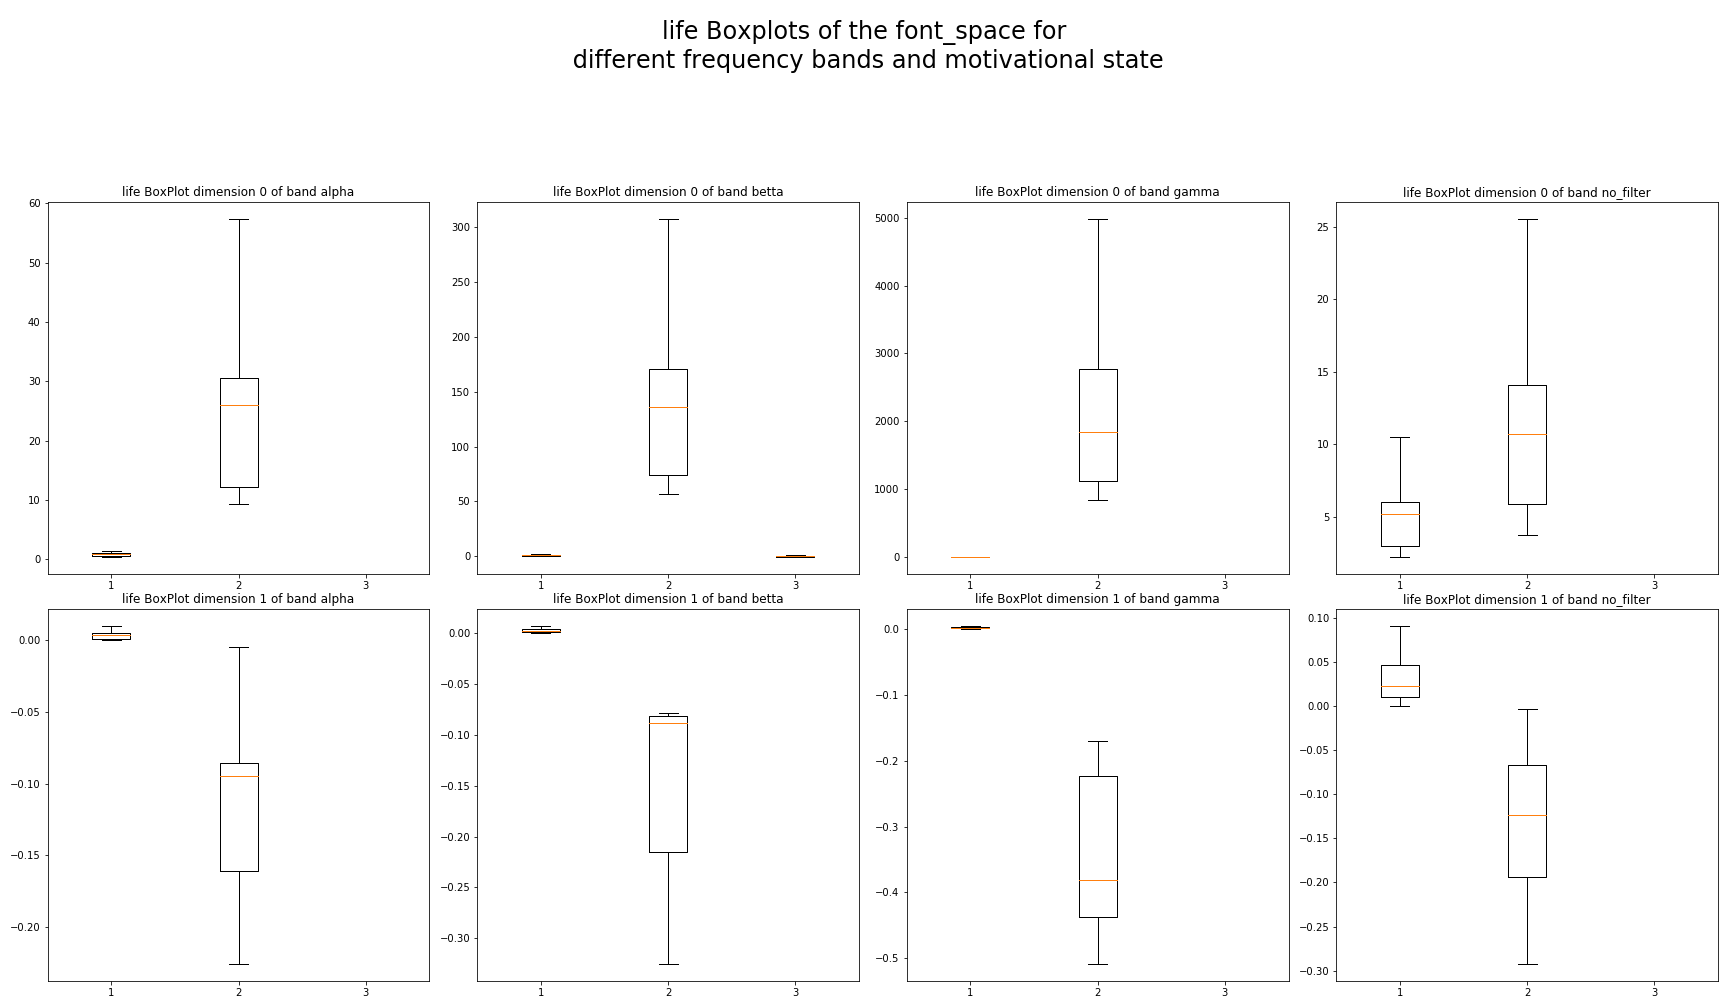 life Boxplots of the font_space for
different frequency bands and motivational state
life BoxPlot dimension 0 of band alpha
60
50
40
30
20
10
0
1 2 3
life BoxPlot dimension 0 of band betta
300
250
200
150
100
50
0
1 2 3
life BoxPlot dimension 0 of band gamma
5000
4000
3000
2000
1000
0
1 2 3
life BoxPlot dimension 0 of band no_filter
25
20
15
10
5
1 2 3
life BoxPlot dimension 1 of band alpha
0.00
−0.05
−0.10
−0.15
−0.20
1 2 3
life BoxPlot dimension 1 of band betta
0.00
−0.05
−0.10
−0.15
−0.20
−0.25
−0.30
1 2 3
life BoxPlot dimension 1 of band gamma
0.0
−0.1
−0.2
−0.3
−0.4
−0.5
1 2 3
life BoxPlot dimension 1 of band no_filter
0.10
0.05
0.00
−0.05
−0.10
−0.15
−0.20
−0.25
−0.30
1 2 3